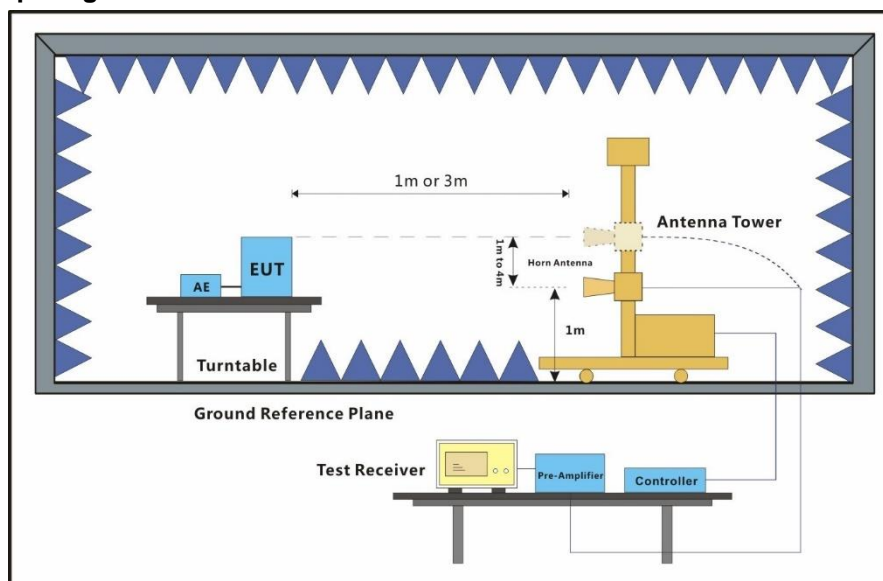 1m or 3m
Antenna Tower
1m to 4m
Horn Antenna
EUT
AE
1m
Turntable
Ground Reference Plane
Test Receiver
Pre-Amplifier
Controller